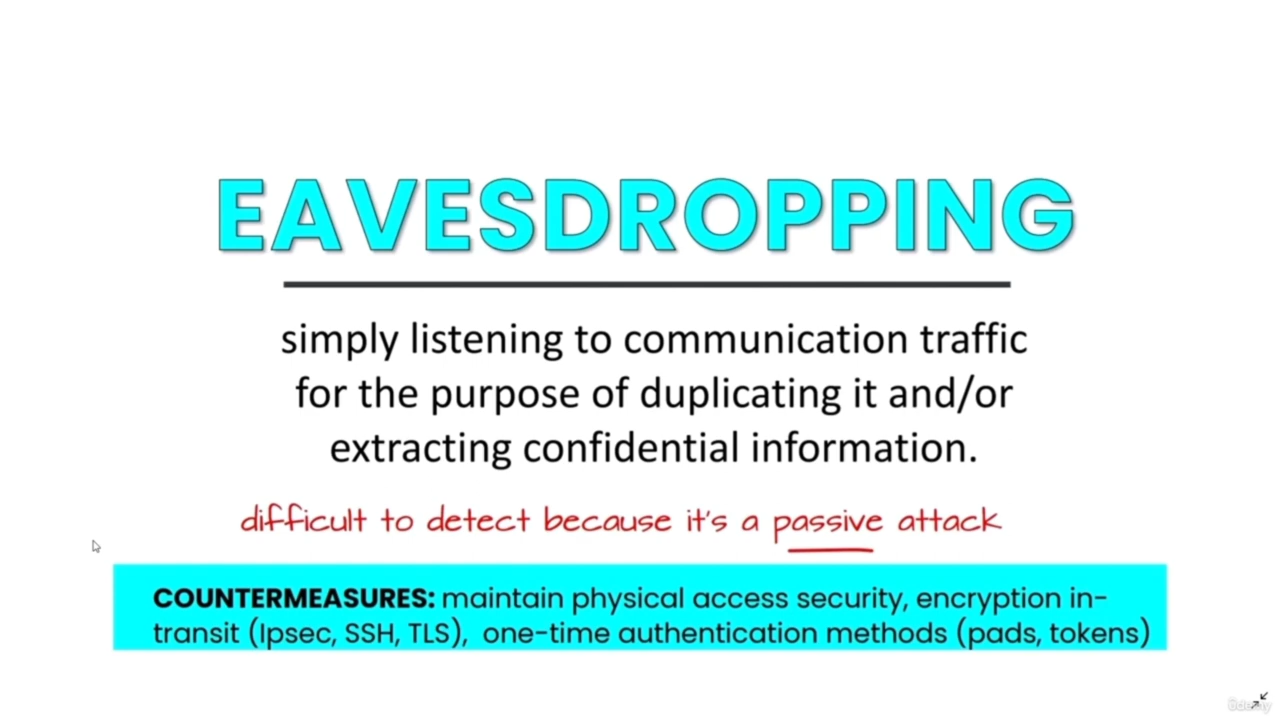 EAVESDROPPING
simply listening to communication traffic
for the purpose of duplicating it and/or
extracting confidential information.
difficult to detect because it's a passive attack
COUNTERMEASURES: maintain physical access security, encryption in-
transit (Ipsec, SSH, TLS), one-time authentication methods (pads, tokens)
Udemy